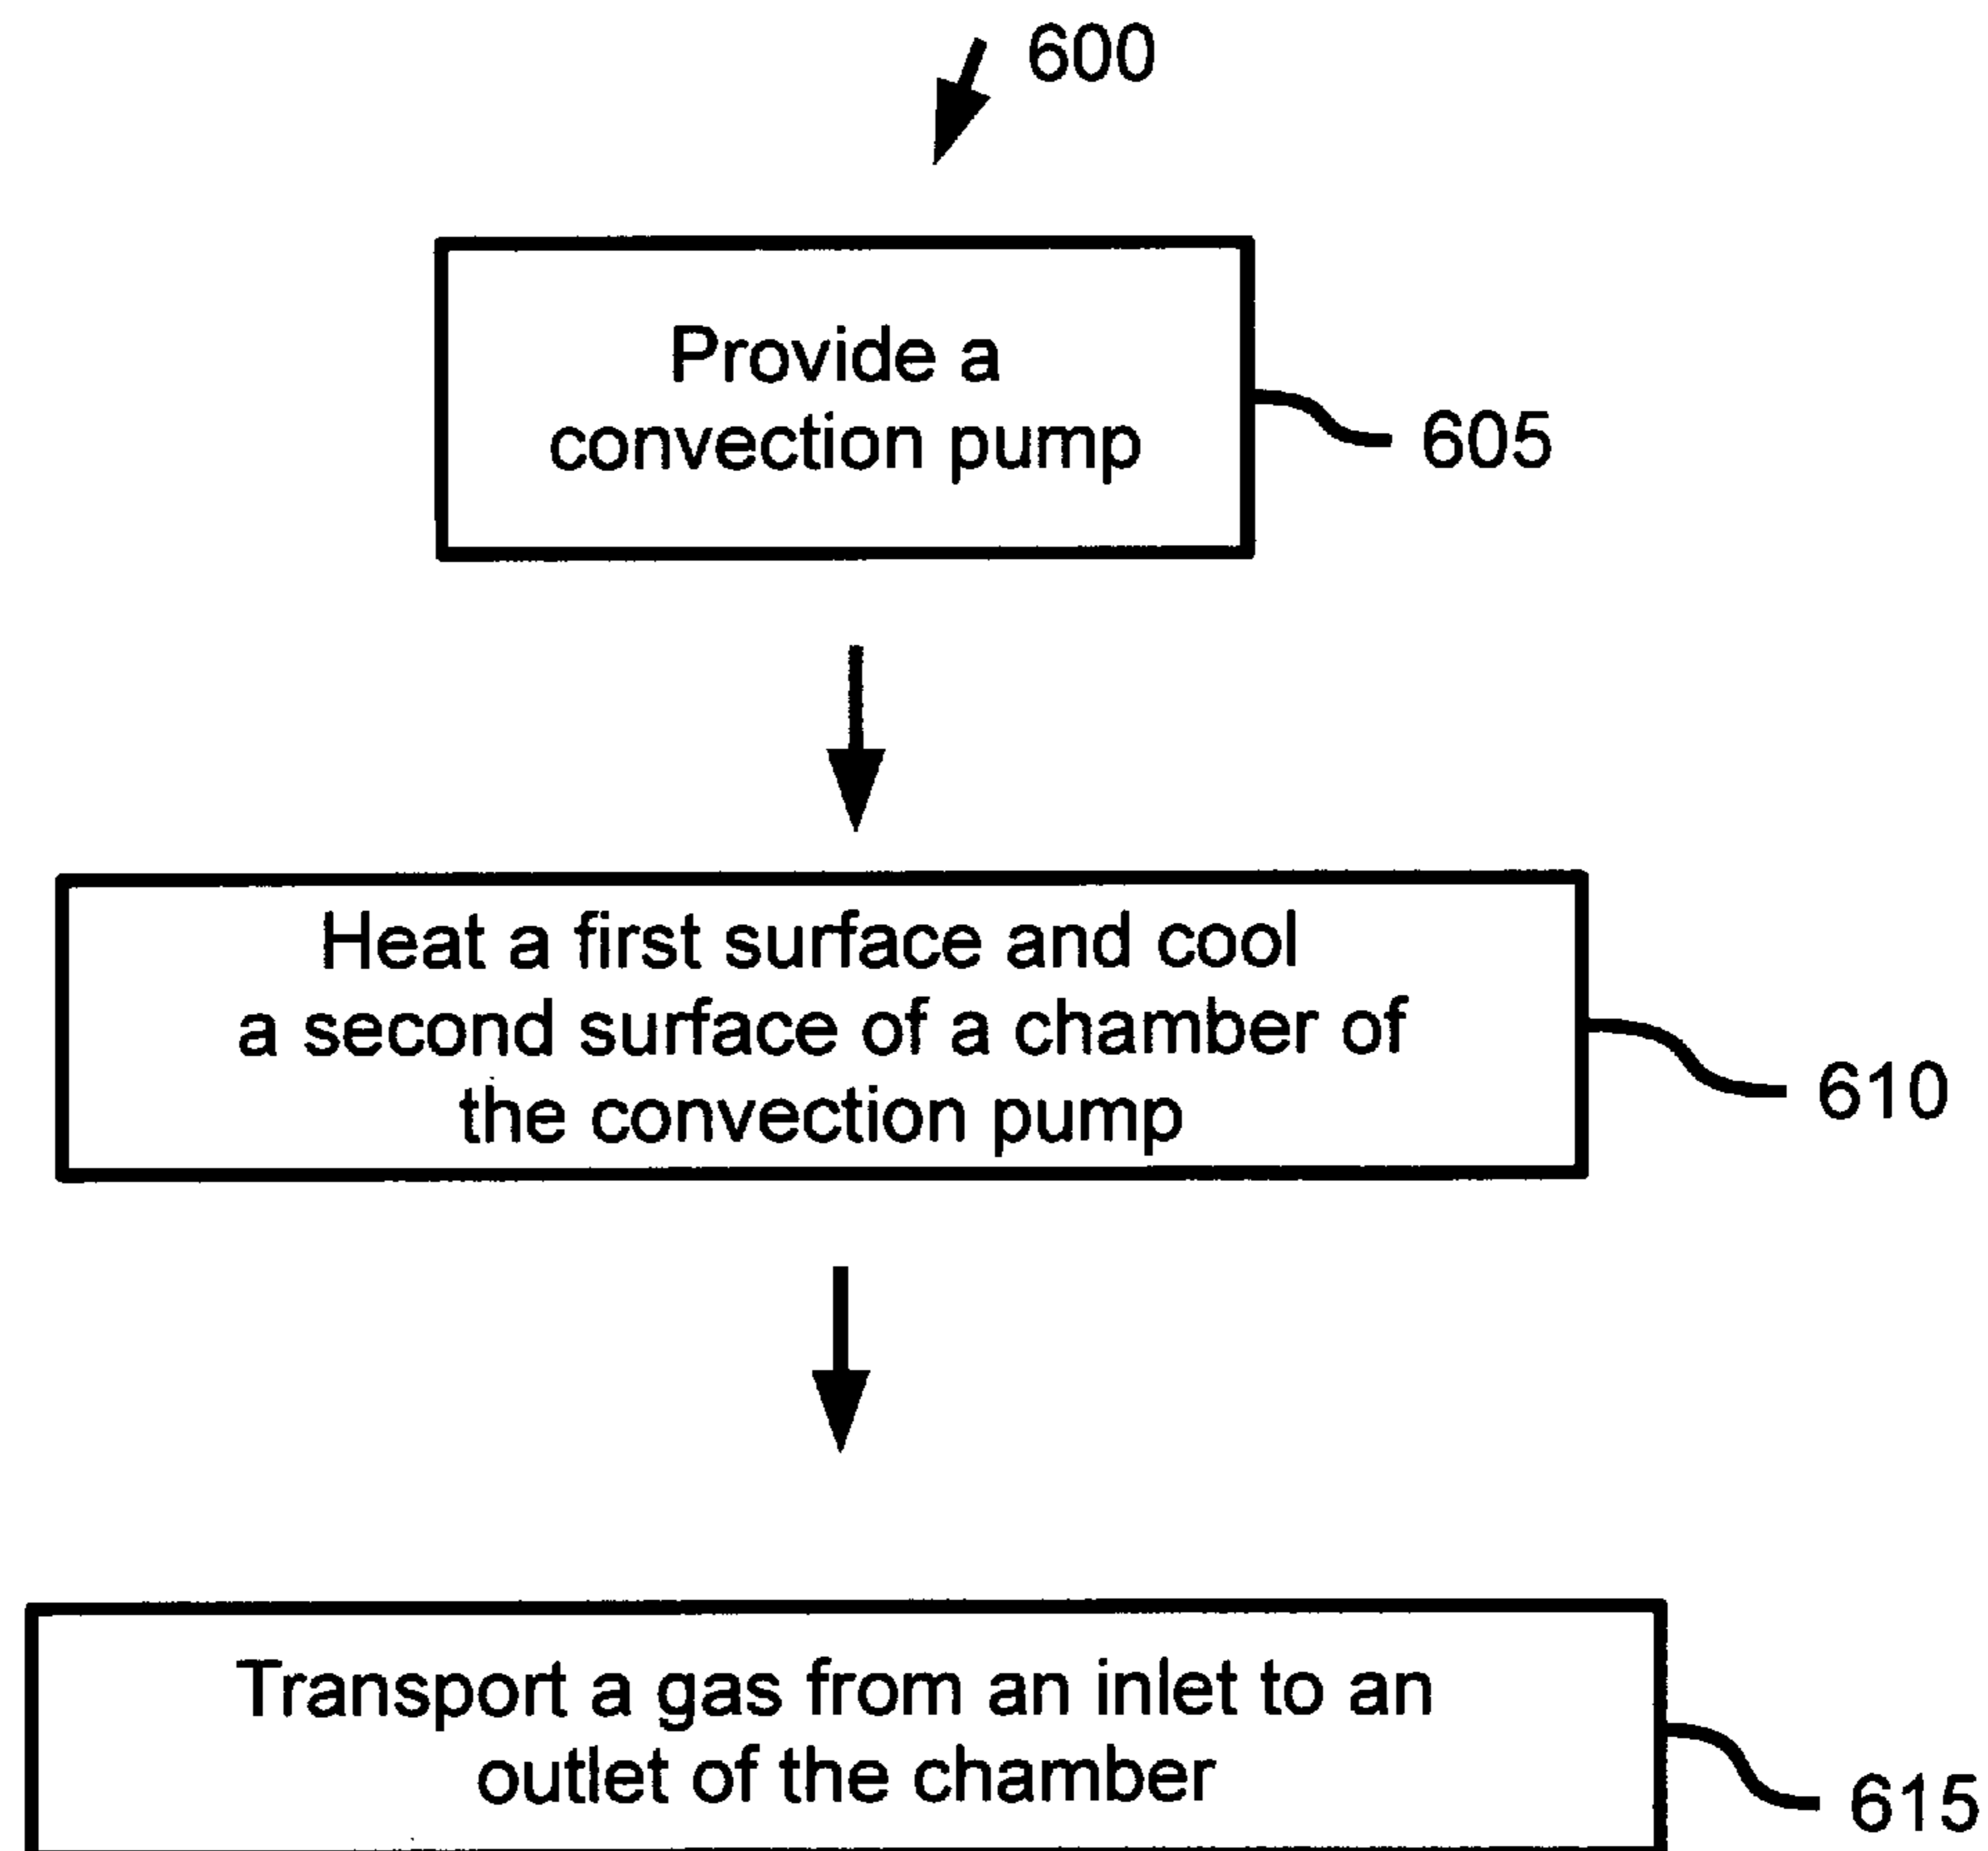 600
Provide a
convection pump
605
Heat a first surface and cool
a second surface of a chamber of
the convection pump
610
Transport a gas from an inlet to an
outlet of the chamber
615